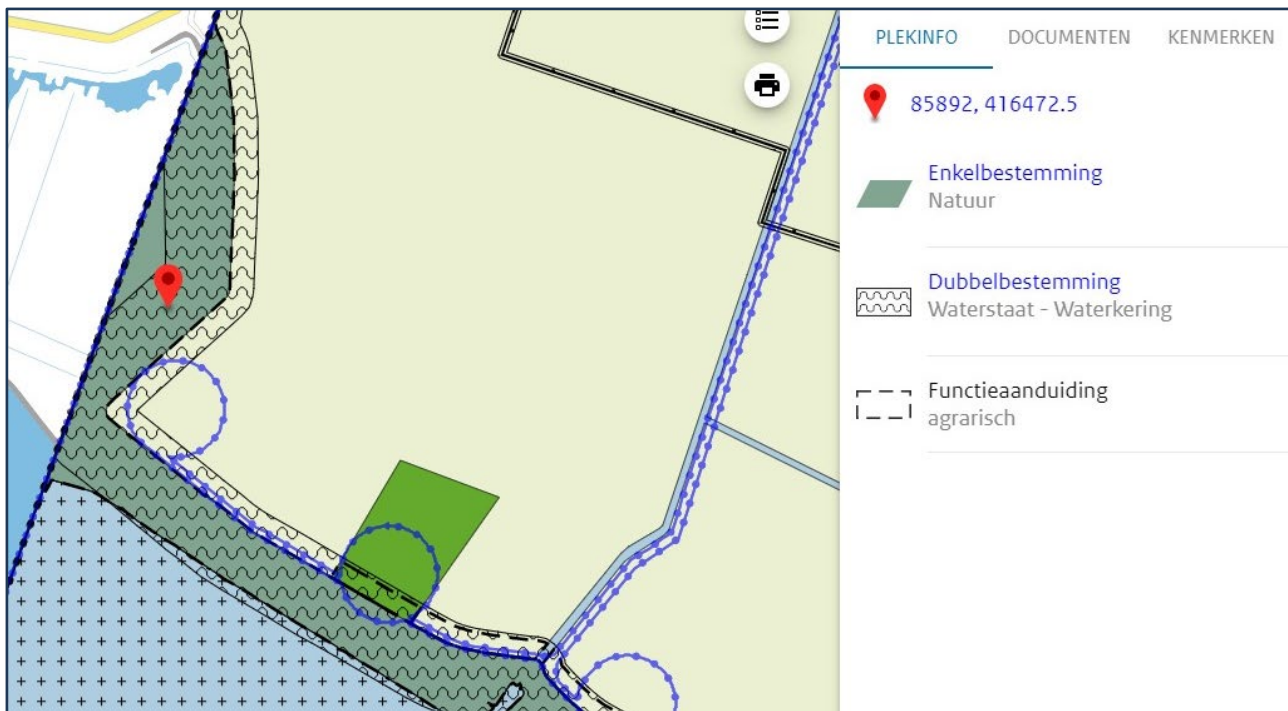 PLEKINFO DOCUMENTEN KENMERKEN
85892, 416472.5
Enkelbestemming
Natuur
Dubbelbestemming
Waterstaat - Waterkering
Functieaanduiding
agrarisch